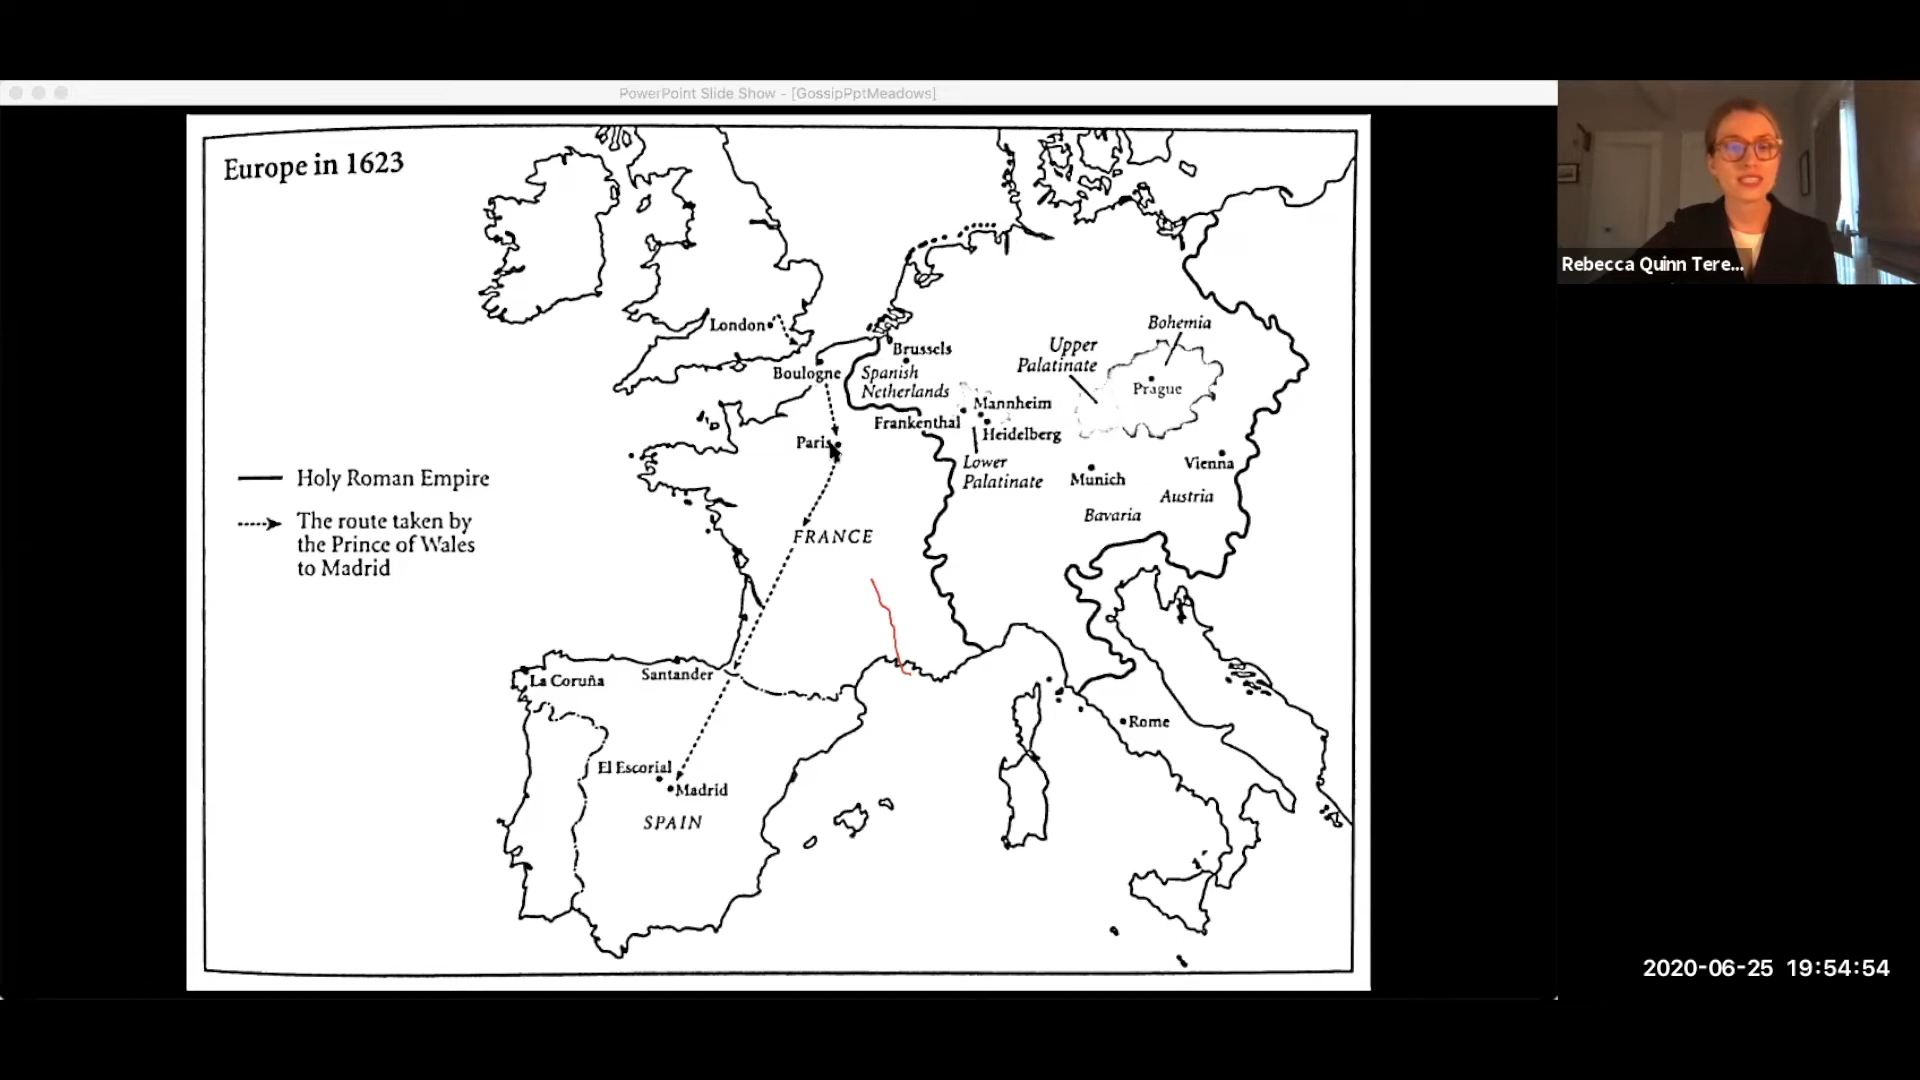 PowerPoint Slide Show - [GossipPptMeadows]
Europe in 1623
London
Boulogne
Brussels
Spanish
Netherlands
Paris
Frankenthal
Mannheim
Heidelberg
Lower
Palatinate
Upper
Palatinate
Bohemia
Prague
Munich
Vienna
Austria
Bavaria
FRANCE
Holy Roman Empire
The route taken by
the Prince of Wales
to Madrid
La Coruña
Santander
El Escorial
Madrid
SPAIN
Rome
Rebecca Quinn Tere...
2020-06-25 19:54:54